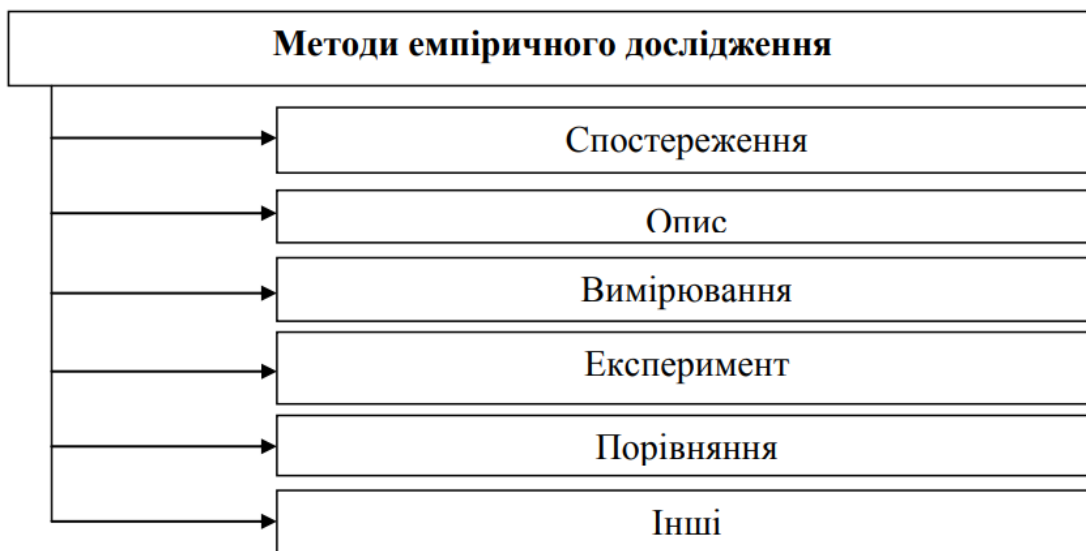 Методи емпіричного дослідження
Спостереження
Опис
Вимірювання
Експеримент
Порівняння
Інші